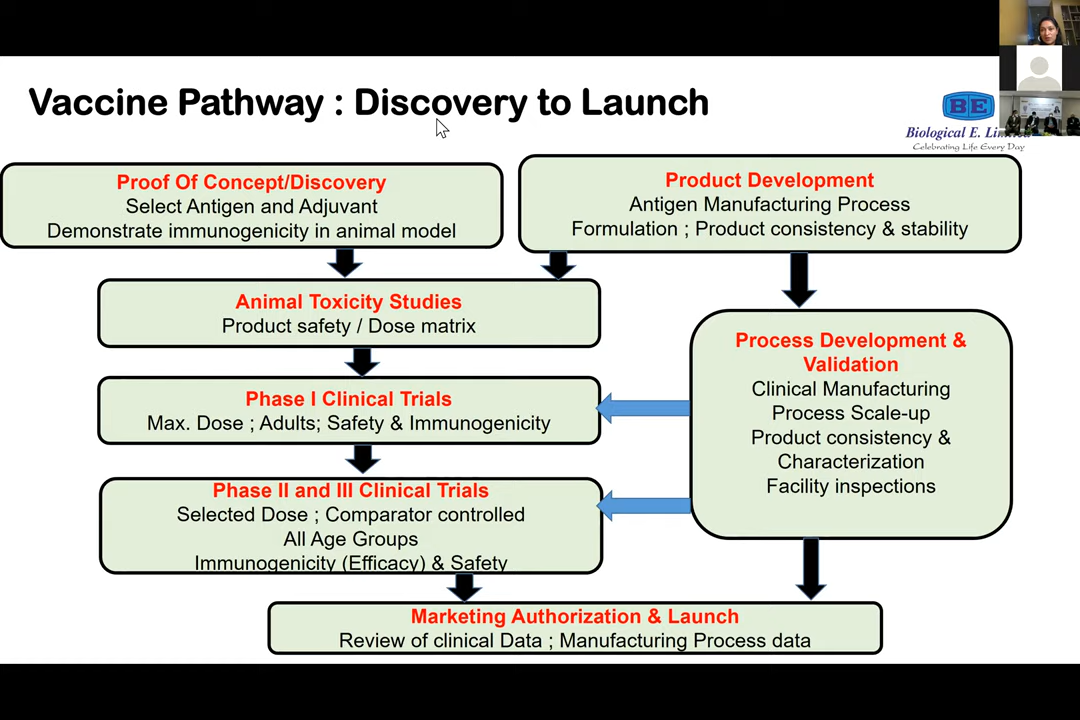 Vaccine Pathway : Discovery to Launch
BE
Biological E. Lim
Celebrating Life Every Day
Proof Of Concept/Discovery
Select Antigen and Adjuvant
Demonstrate immunogenicity in animal model
Product Development
Antigen Manufacturing Process
Formulation ; Product consistency & stability
Animal Toxicity Studies
Product safety / Dose matrix
Phase I Clinical Trials
Max. Dose ; Adults; Safety & Immunogenicity
Phase II and III Clinical Trials
Selected Dose ; Comparator controlled
All Age Groups
Immunogenicity (Efficacy) & Safety
Process Development &
Validation
Clinical Manufacturing
Process Scale-up
Product consistency &
Characterization
Facility inspections
Marketing Authorization & Launch
Review of clinical Data ; Manufacturing Process data